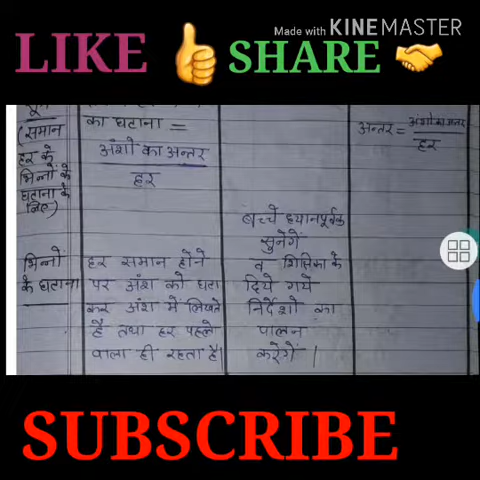 Made with KINEMASTER
LIKE 👍 SHARE 🤝
सूत्र
(समान
हर के
भिन्नों के
घटाना के
लिए)
का घटाना =
अंशो का अन्तर
हर
अन्तर = अंशो का अन्तर
हर
भिन्नों
के घटाना
हर समान होने
पर अंश को घटा
कर अंश में लिखते
हैं तथा हर पहले
वाला ही रहता है।
बच्चे ध्यानपूर्वक
सुनेगें
व शिक्षिका के
दिये गये
निर्देशो का
पालन
करेगें।
SUBSCRIBE